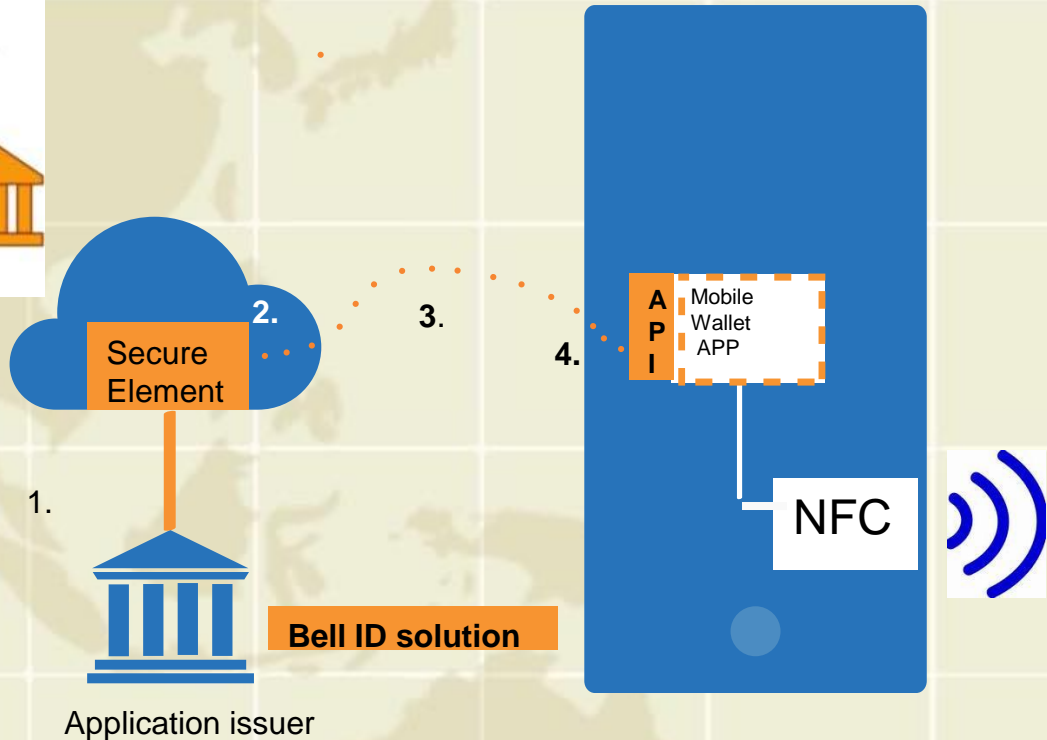 2.
3.
4.
Secure
Element
A
P
I
Mobile
Wallet
APP
1.
NFC
Bell ID solution
Application issuer